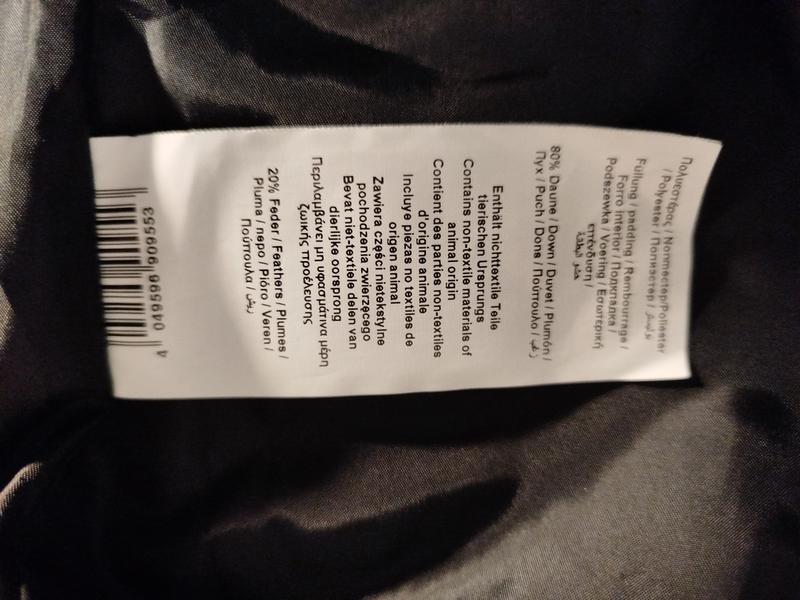 Πολυεστέρας / Nonmectep/Poliester
/ Polyester / Полиэстер / بوليستر
Füllung / padding / Rembourrage /
Forro interior / Подкладка /
Podszewka / Voering / Εσωτερική
επένδυση /
حشو البطانة
80% Daune / Down / Duvet / Plumón /
Пух / Puch / Dons / Πούπουλο / زغب
Enthält nichttextile Teile
tierischen Ursprungs
Contains non-textile materials of
animal origin
Contient des parties non-textiles
d'origine animale
Incluye piezas no textiles de
origen animal
Zawiera części nietekstylne
pochodzenia zwierzęcego
Bevat niet-textiele delen van
dierlijke oorsprong
Περιλαμβάνει μη υφασμάτινα μέρη
ζωικής προέλευσης
20% Feder / Feathers / Plumes /
Pluma / перо / Pióro / Veren /
Πούπουλα / ريش
4 049596 909553